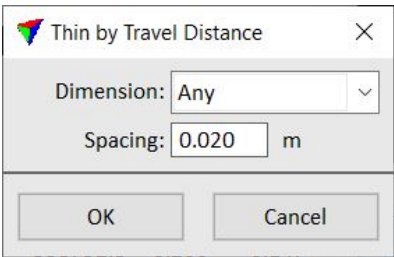 Thin by Travel Distance
Dimension: Any
Spacing: 0.020 m
OK Cancel